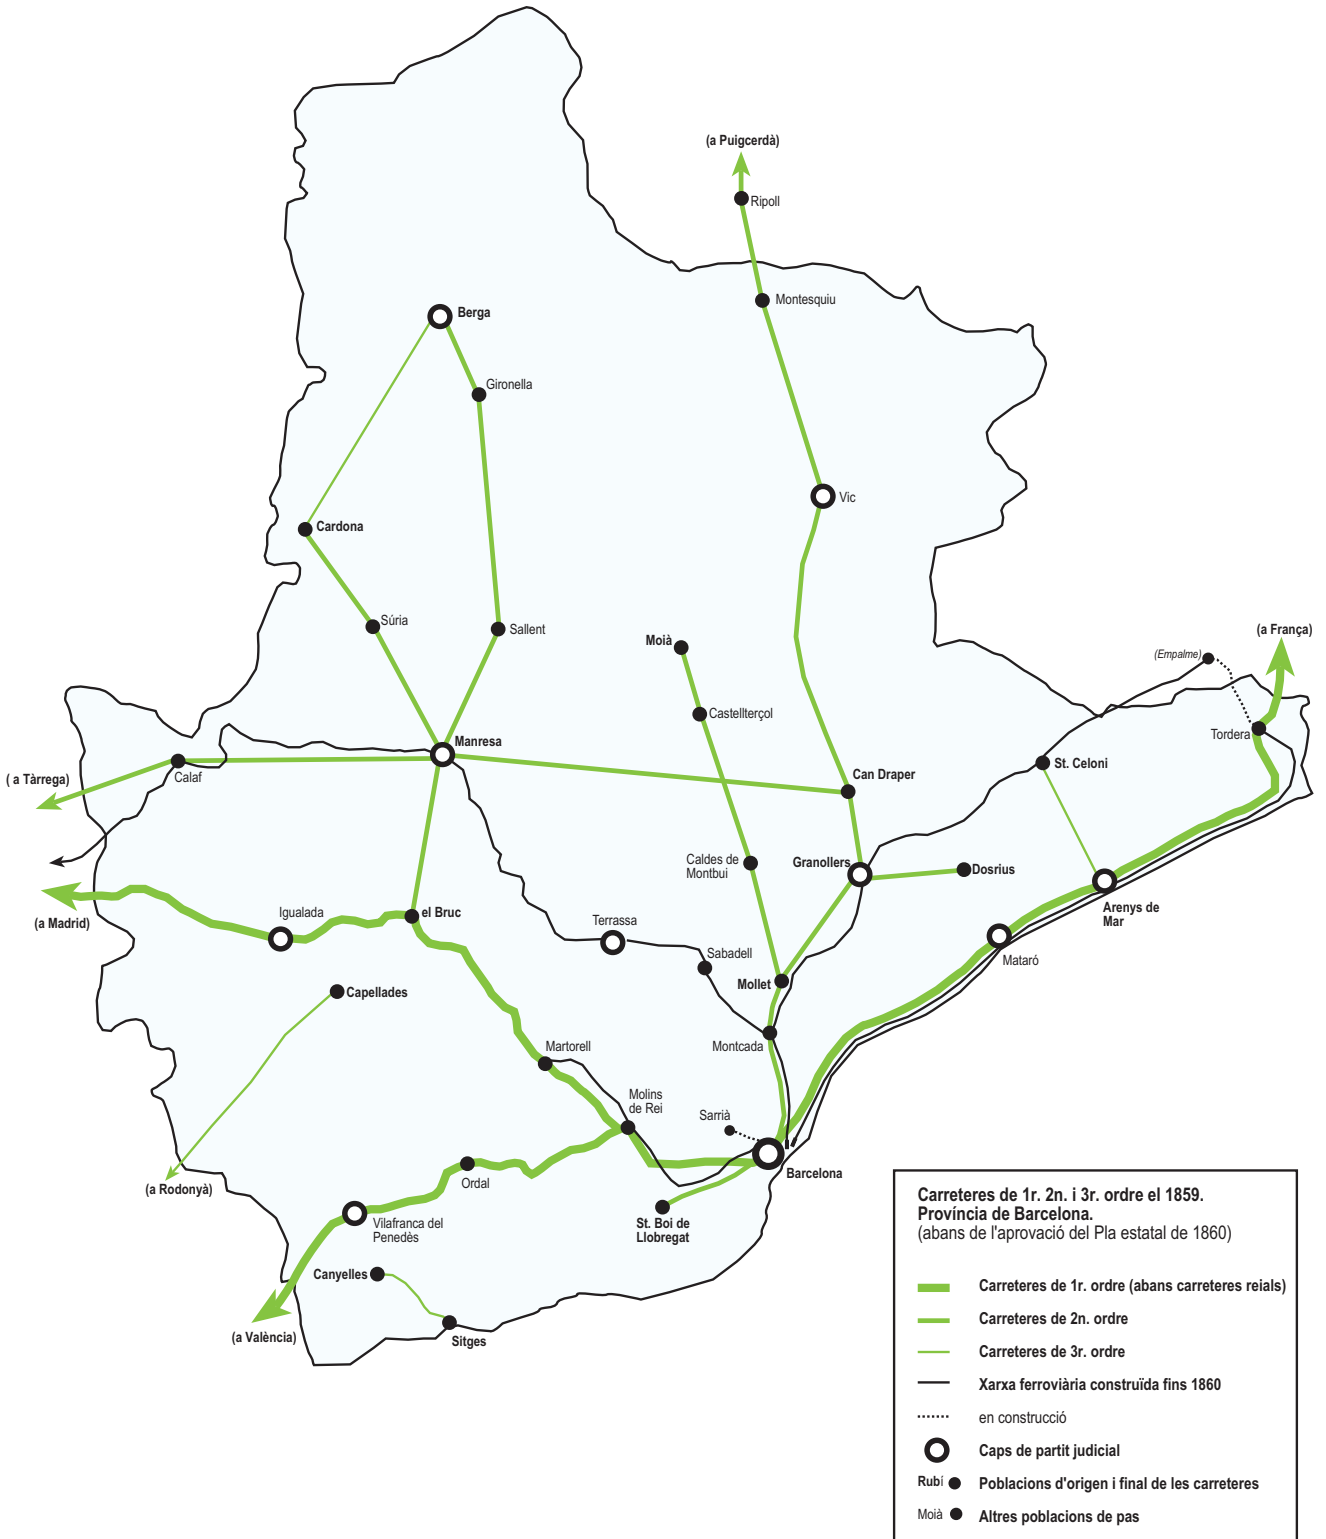 (a Puigcerdà)
Ripoll
Montesquiu
Berga
Gironella
Vic
Cardona
Súria
Sallent
Moià
(a França)
(Empalme)
Castellterçol
Tordera
Manresa
( a Tàrrega)
Calaf
Can Draper
St. Celoni
Caldes de
Montbui
Granollers
Dosrius
(a Madrid)
Igualada
el Bruc
Terrassa
Arenys de
Mar
Sabadell
Mataró
Capellades
Mollet
Martorell
Montcada
Molins
de Rei
Sarrià
Barcelona
(a Rodonyà)
Ordal
Vilafranca del
Penedès
St. Boi de
Llobregat
Canyelles
(a València)
Sitges
Carreteres de 1r. 2n. i 3r. ordre el 1859.
Província de Barcelona.
(abans de l'aprovació del Pla estatal de 1860)
Carreteres de 1r. ordre (abans carreteres reials)
Carreteres de 2n. ordre
Carreteres de 3r. ordre
Xarxa ferroviària construïda fins 1860
en construcció
Caps de partit judicial
Rubí Poblacions d'origen i final de les carreteres
Moià Altres poblacions de pas